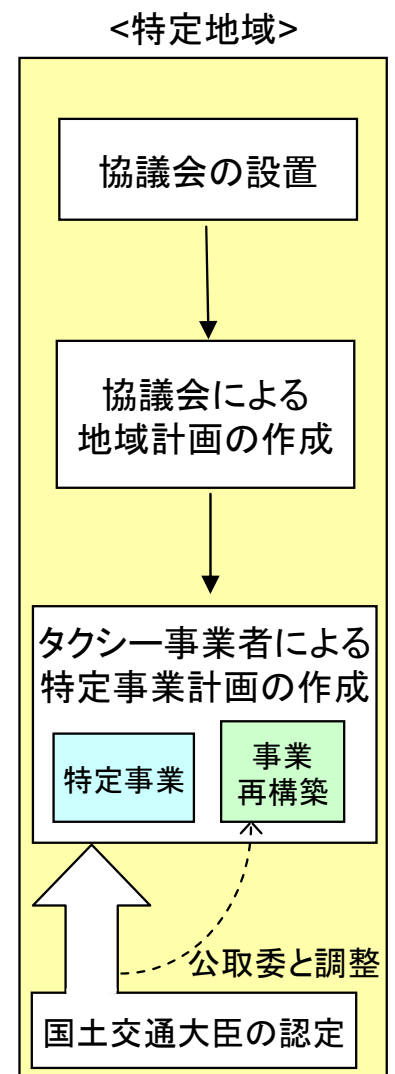 <特定地域>
協議会の設置
協議会による
地域計画の作成
タクシー事業者による
特定事業計画の作成
特定事業
事業
再構築
公取委と調整
国土交通大臣の認定